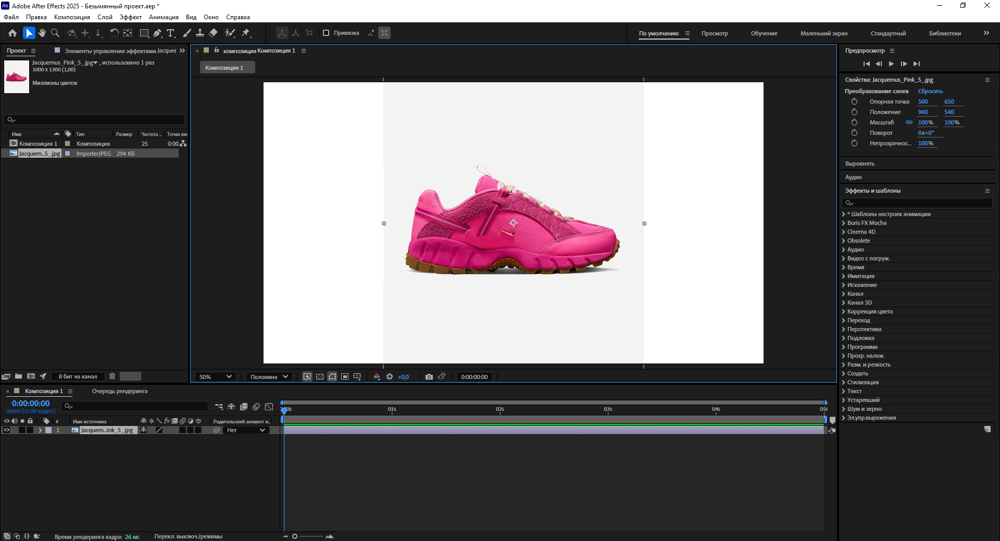 Ae Adobe After Effects 2025 - Безымянный проект.aep *
Файл Правка Композиция Слой Эффект Анимация Вид Окно Справка
Привязка
По умолчанию Просмотр Обучение Маленький экран Стандартный Библиотеки
Проект Элементы управления эффектами Jacquer
Jacquemus_Pink_5_.jpg , использовано 1 раз
1000 x 1300 (1,00)
Миллионы цветов
Имя Тип Размер Частота ... Точка вхс
Композиция 1 Композиция 25 0:00
Jacquem...5_.jpg ImporterJPEG 294 КБ
8 бит на канал
композиция Композиция 1
Композиция 1
50% Половина +0,0 0:00:00:00
Предпросмотр
Свойства: Jacquemus_Pink_5_.jpg
Преобразование слоев Сбросить
Опорная точка 500 650
Положение 960 540
Масштаб 100% 100%
Поворот 0x+0°
Непрозрачнос... 100%
Выровнять
Аудио
Эффекты и шаблоны
* Шаблоны настроек анимации
Boris FX Mocha
Cinema 4D
Obsolete
Аудио
Видео с погруж.
Время
Имитация
Искажение
Канал
Канал 3D
Коррекция цвета
Переход
Перспектива
Подложка
Программа
Прозр. налож.
Разм. и резкость
Создать
Стилизация
Текст
Устаревший
Шум и зерно
Эл.упр.выражения
Композиция 1 Очередь рендеринга
0:00:00:00
00000 (25.00 кадр/с)
# Имя источника fx Родительский элемент и...
1 Jacquem...ink_5_.jpg Нет
00s 01s 02s 03s 04s 05s
Время рендеринга кадра: 26 мс Перекл. выключ./режимы